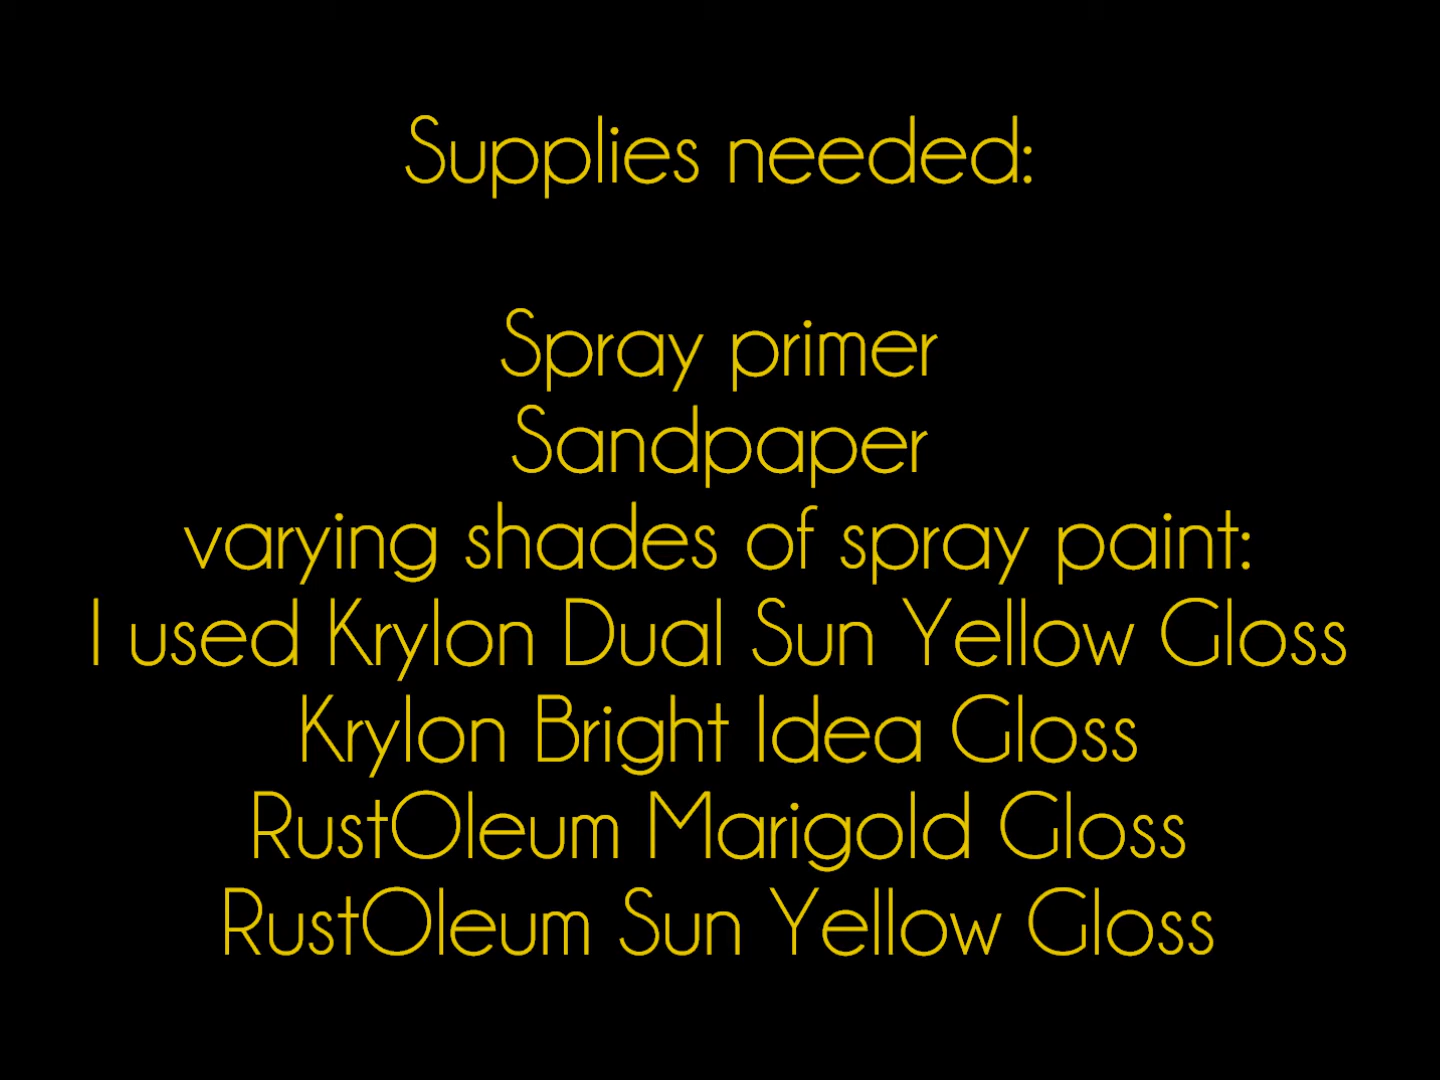 Supplies needed:
Spray primer
Sandpaper
varying shades of spray paint:
I used Krylon Dual Sun Yellow Gloss
Krylon Bright Idea Gloss
RustOleum Marigold Gloss
RustOleum Sun Yellow Gloss